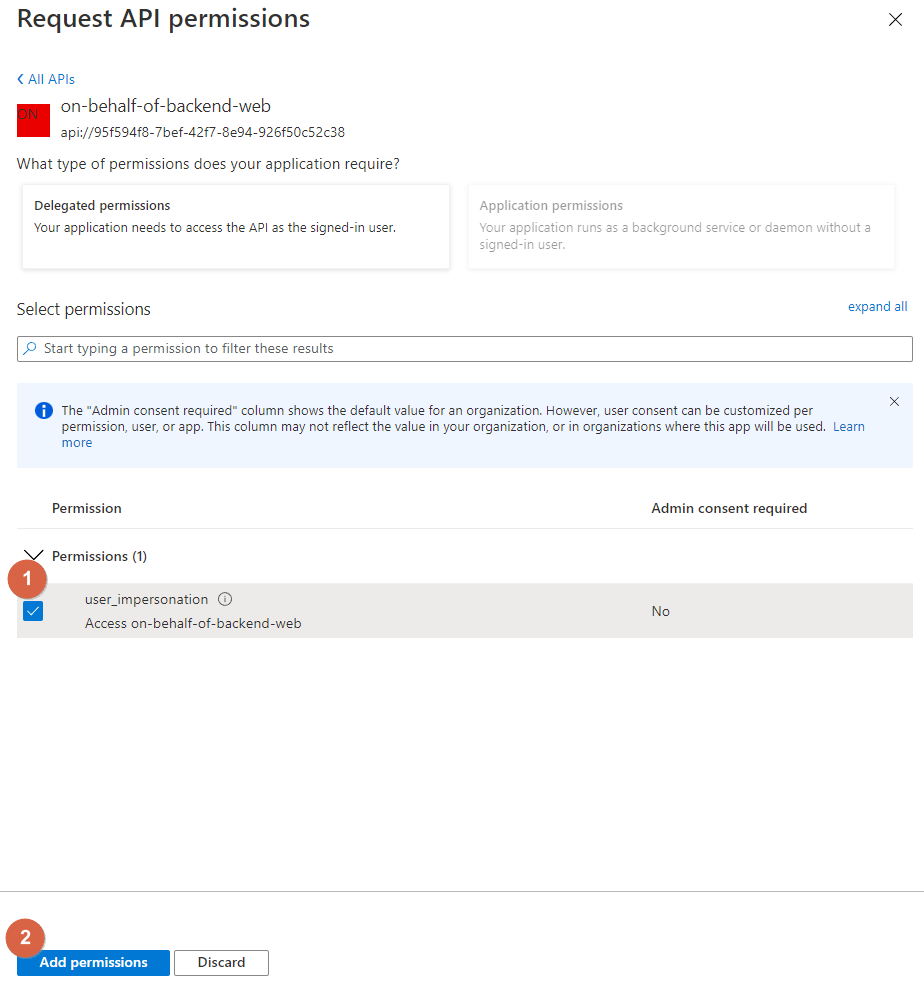 Request API permissions
All APIs
ON
on-behalf-of-backend-web
api://95f594f8-7bef-42f7-8e94-926f50c52c38
What type of permissions does your application require?
Delegated permissions
Your application needs to access the API as the signed-in user.
Application permissions
Your application runs as a background service or daemon without a
signed-in user.
Select permissions
expand all
Start typing a permission to filter these results
The "Admin consent required" column shows the default value for an organization. However, user consent can be customized per
permission, user, or app. This column may not reflect the value in your organization, or in organizations where this app will be used. Learn
more
Permission
Admin consent required
Permissions (1)
1
user_impersonation
Access on-behalf-of-backend-web
No
2
Add permissions
Discard